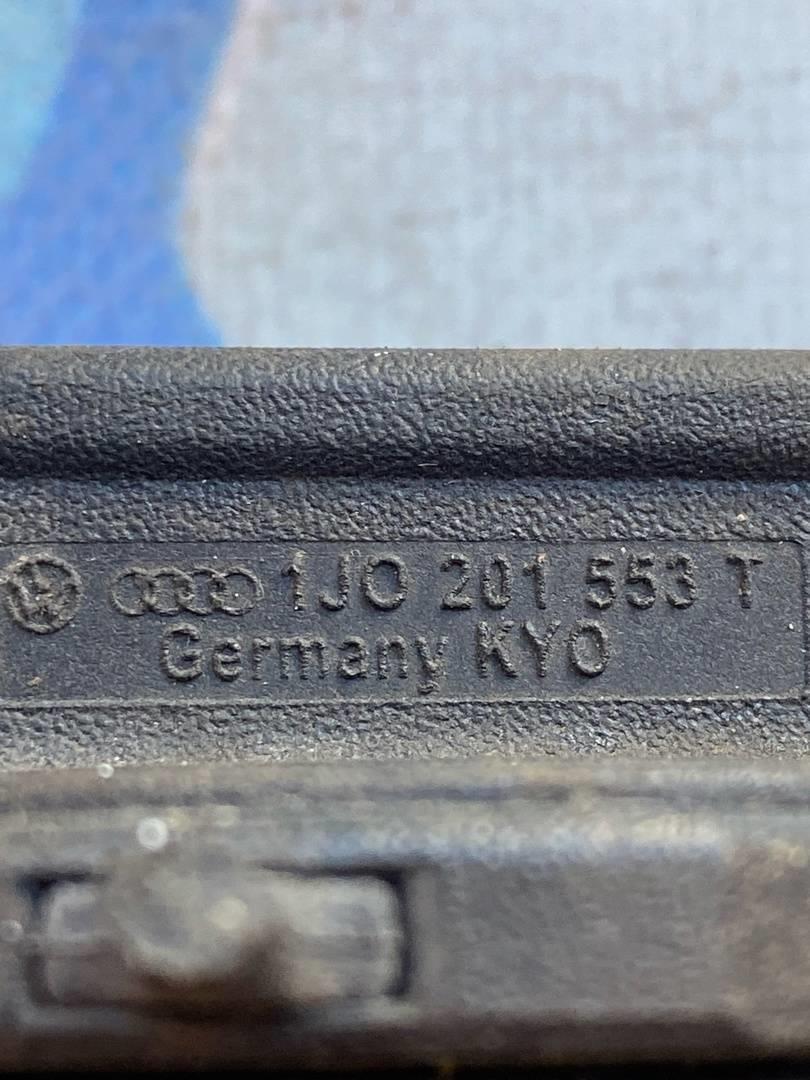 1JO 201 553 T
Germany KYO